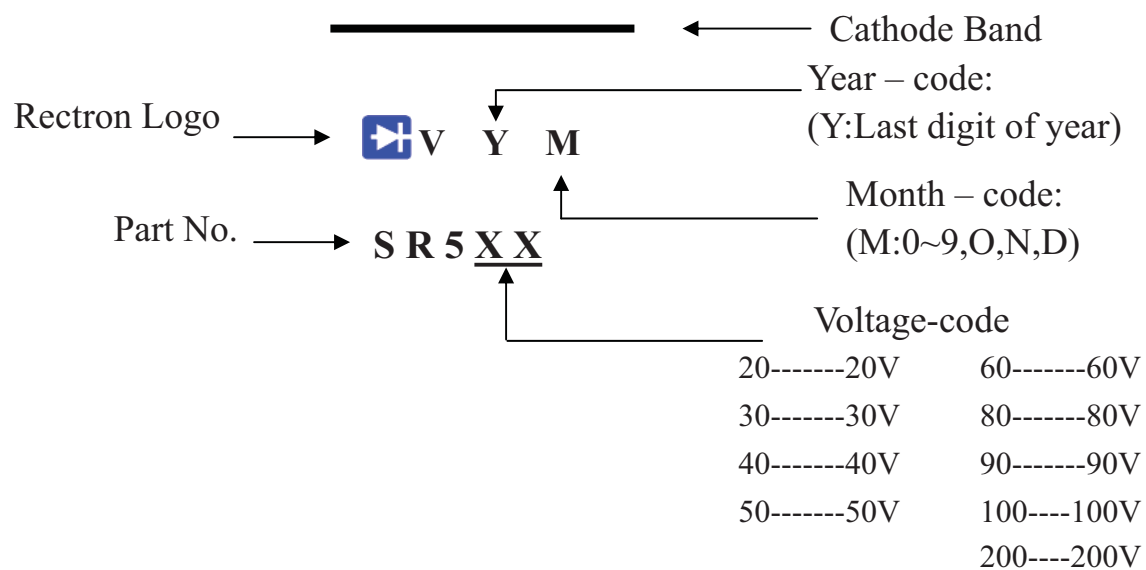 Cathode Band
Year – code:
(Y:Last digit of year)
Rectron Logo
V Y M
Month – code:
(M:0~9,O,N,D)
Part No.
S R 5 X X
Voltage-code
20-------20V 60-------60V
30-------30V 80-------80V
40-------40V 90-------90V
50-------50V 100----100V
200----200V